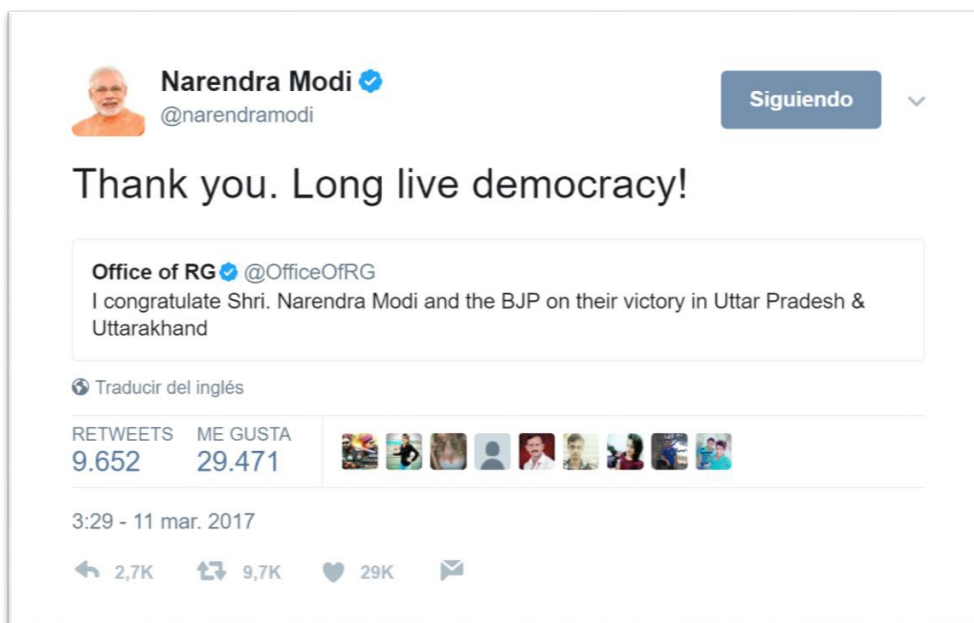 Narendra Modi
@narendramodi
Siguiendo
Thank you. Long live democracy!
Office of RG @OfficeOfRG
I congratulate Shri. Narendra Modi and the BJP on their victory in Uttar Pradesh &
Uttarakhand
Traducir del inglés
RETWEETS ME GUSTA
9.652 29.471
3:29 - 11 mar. 2017
2,7K 9,7K 29K